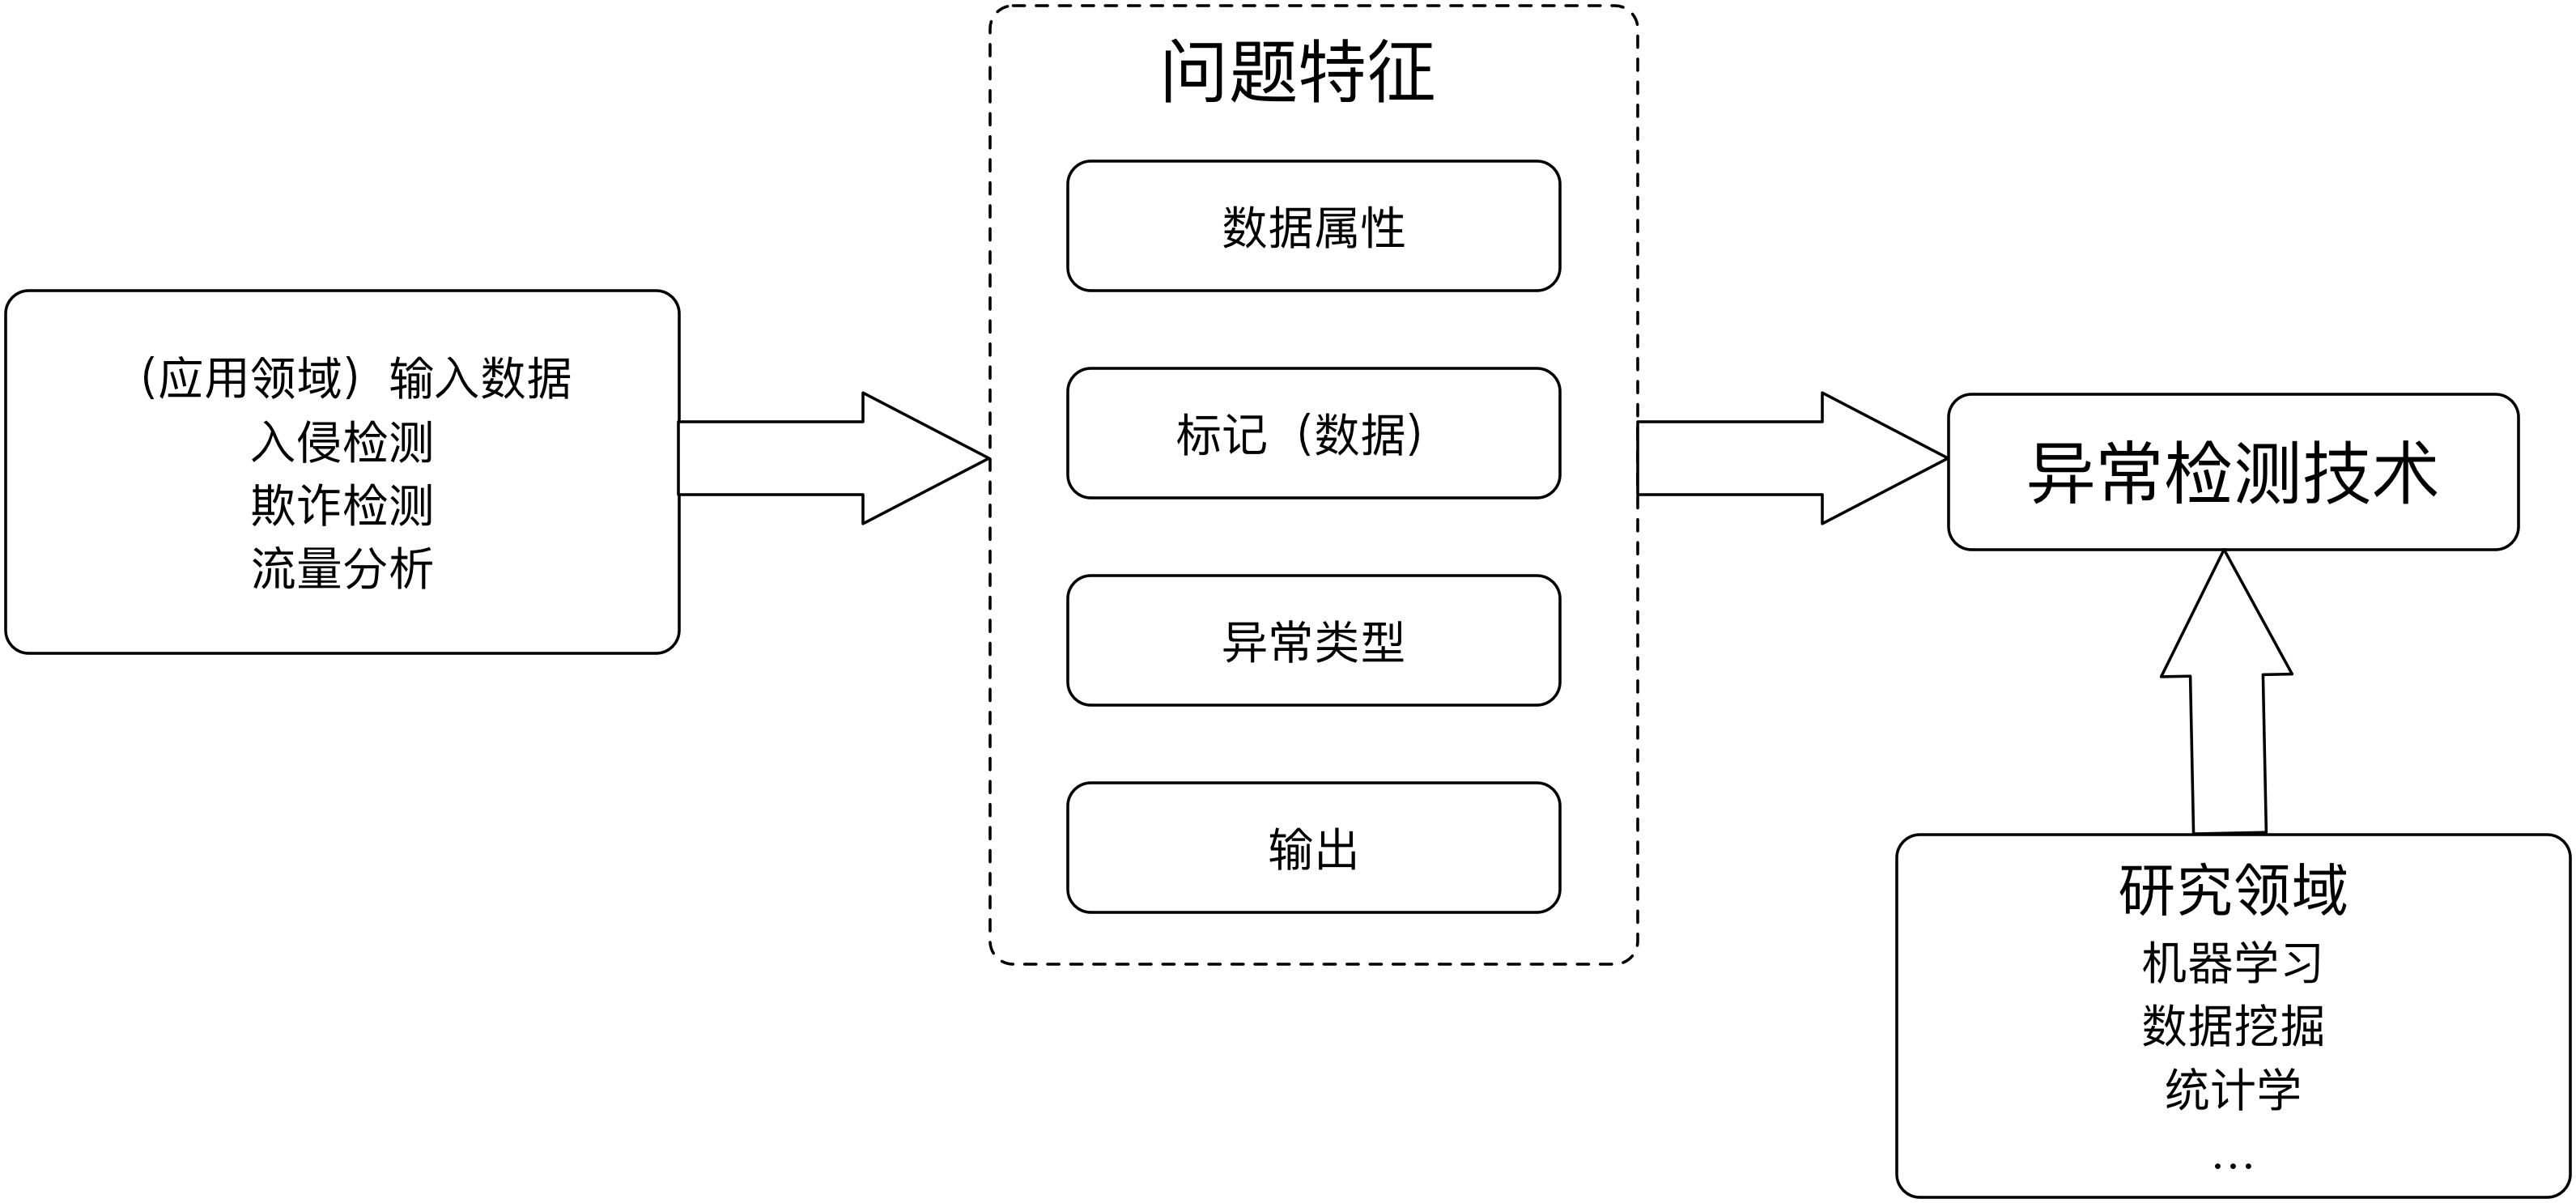 （应用领域）输入数据
入侵检测
欺诈检测
流量分析
问题特征
数据属性
标记（数据）
异常类型
输出
异常检测技术
研究领域
机器学习
数据挖掘
统计学
...